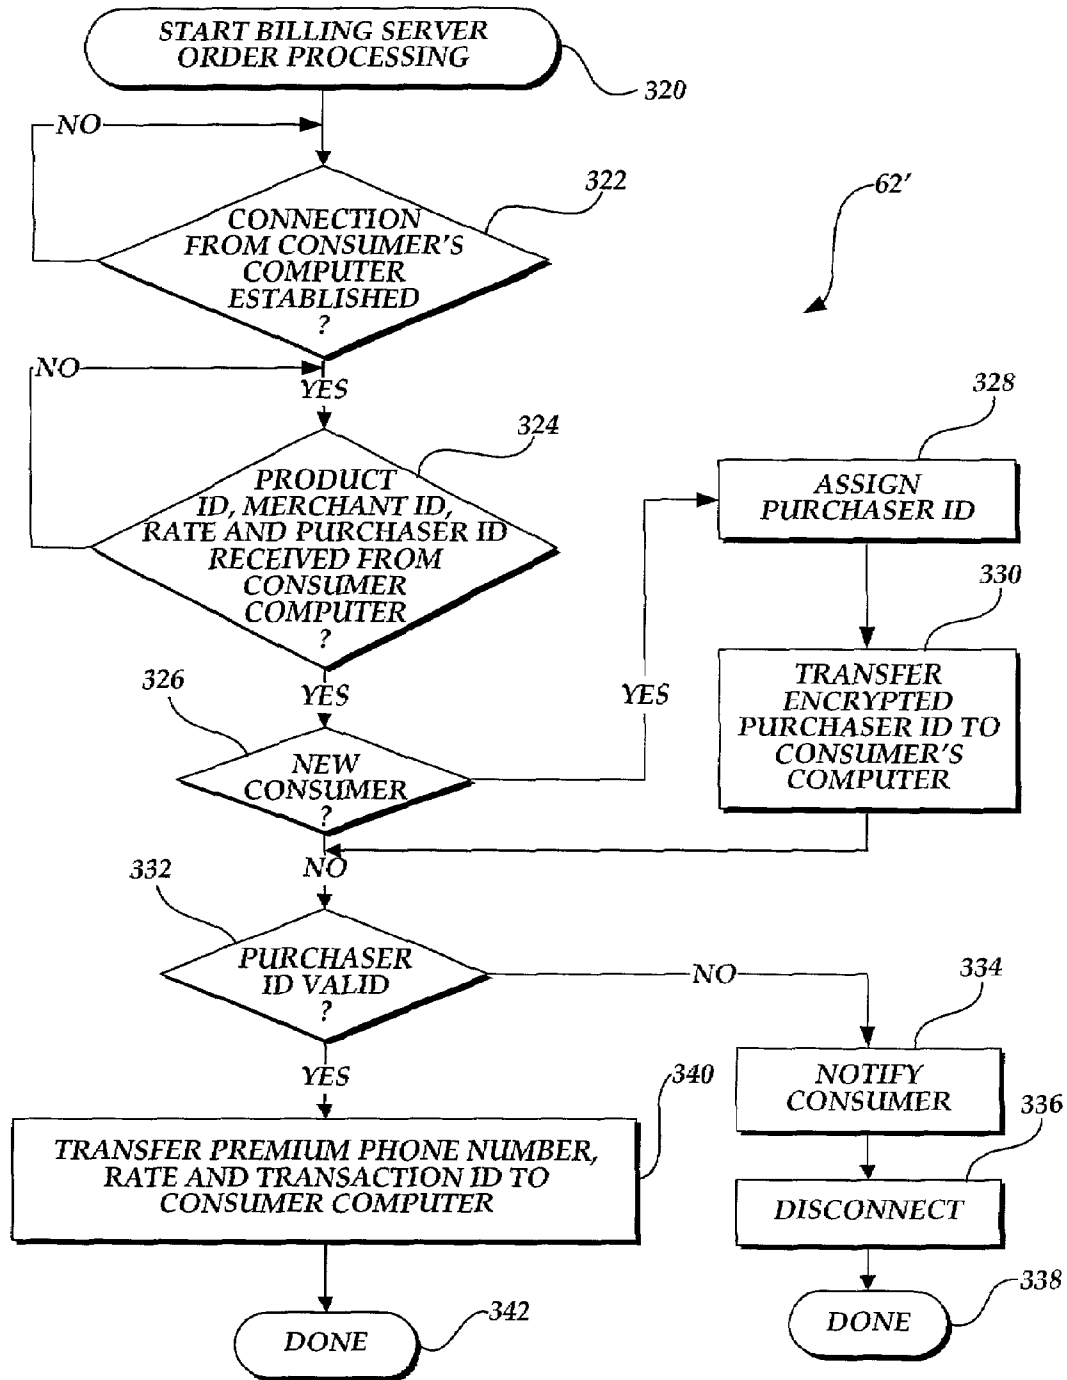 START BILLING SERVER
ORDER PROCESSING
320
NO
322
62'
CONNECTION
FROM CONSUMER'S
COMPUTER
ESTABLISHED
?
NO
YES
324
328
PRODUCT
ID, MERCHANT ID,
RATE AND PURCHASER ID
RECEIVED FROM
CONSUMER
COMPUTER
?
ASSIGN
PURCHASER ID
330
326
YES
YES
TRANSFER
ENCRYPTED
PURCHASER ID TO
CONSUMER'S
COMPUTER
NEW
CONSUMER
?
332
NO
PURCHASER
ID VALID
?
NO
334
YES
340
NOTIFY
CONSUMER
336
TRANSFER PREMIUM PHONE NUMBER,
RATE AND TRANSACTION ID TO
CONSUMER COMPUTER
DISCONNECT
338
342
DONE
DONE